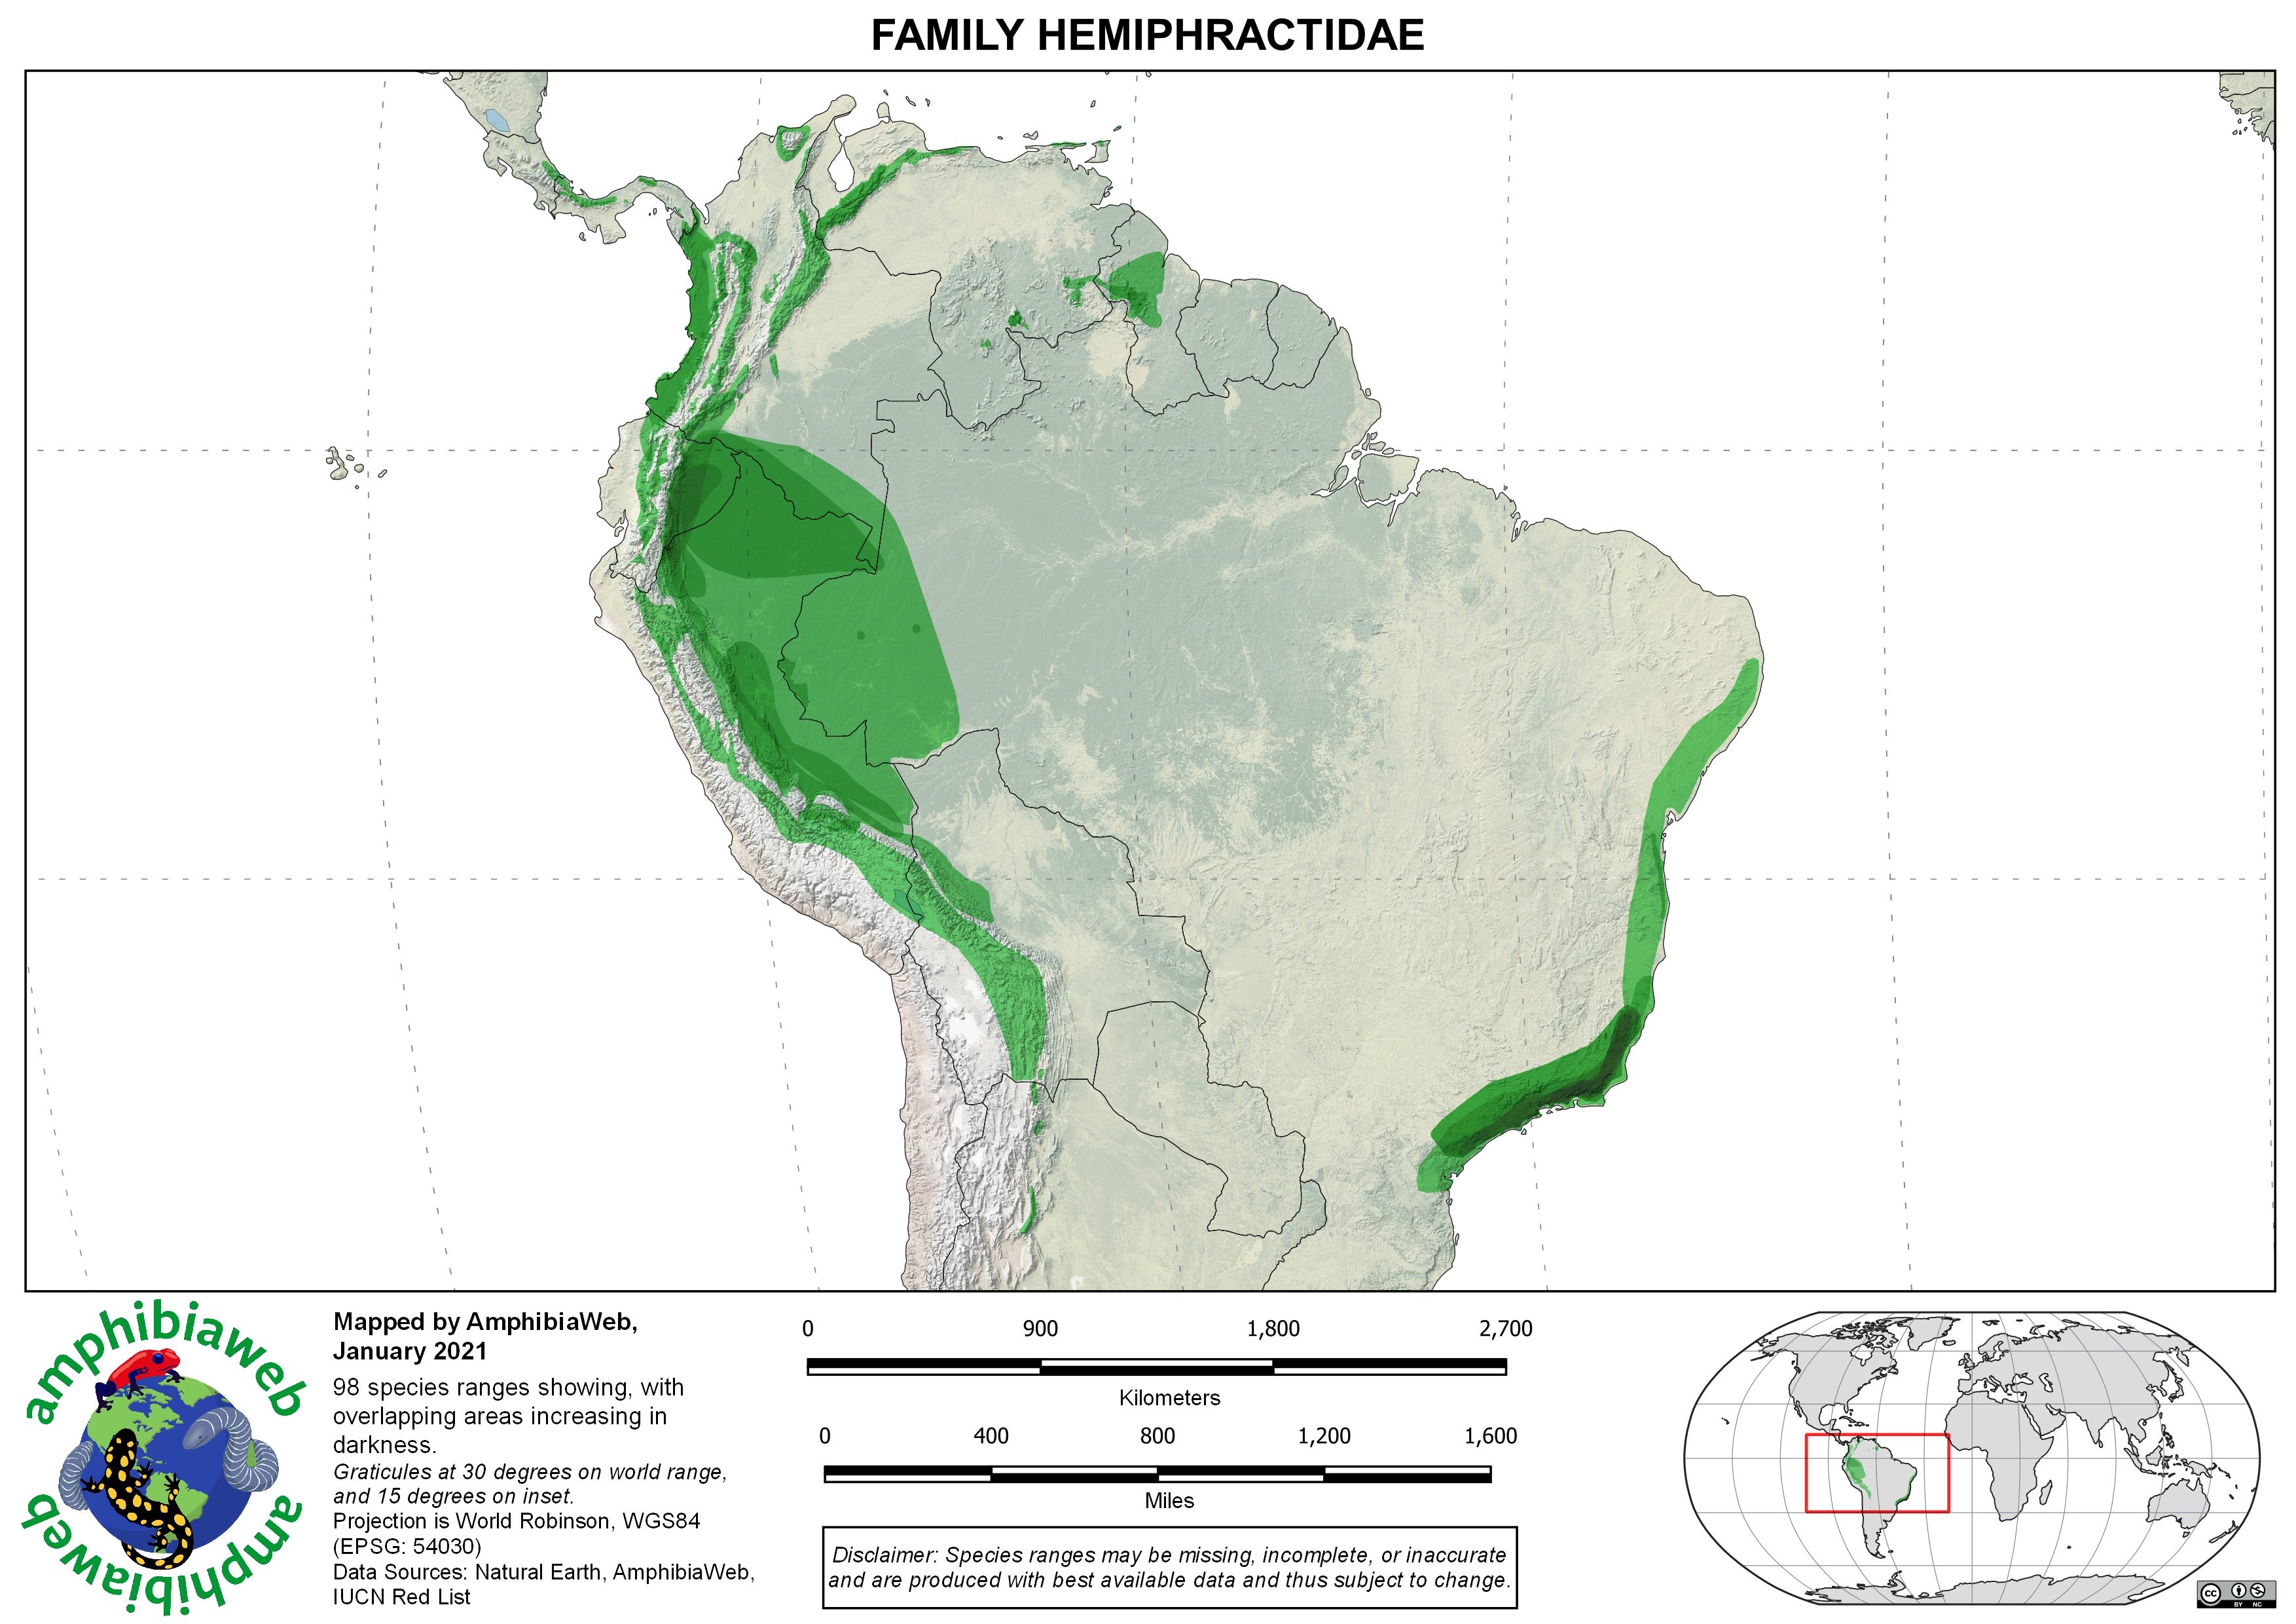 FAMILY HEMIPHRACTIDAE
amphibiaweb
amphibiaweb
Mapped by AmphibiaWeb,
January 2021
98 species ranges showing, with
overlapping areas increasing in
darkness.
Graticules at 30 degrees on world range,
and 15 degrees on inset.
Projection is World Robinson, WGS84
(EPSG: 54030)
Data Sources: Natural Earth, AmphibiaWeb,
IUCN Red List
0 900 1,800 2,700
Kilometers
0 400 800 1,200 1,600
Miles
Disclaimer: Species ranges may be missing, incomplete, or inaccurate
and are produced with best available data and thus subject to change.
cc
BY NC